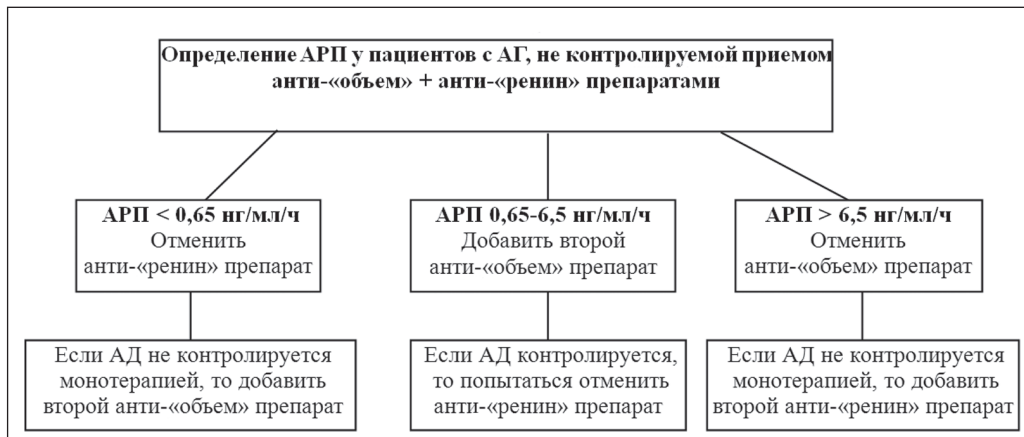 Определение АРП у пациентов с АГ, не контролируемой приемом
анти-«объем» + анти-«ренин» препаратами
АРП < 0,65 нг/мл/ч
Отменить
анти-«ренин» препарат
АРП 0,65-6,5 нг/мл/ч
Добавить второй
анти-«объем» препарат
АРП > 6,5 нг/мл/ч
Отменить
анти-«объем» препарат
Если АД не контролируется
монотерапией, то добавить
второй анти-«объем» препарат
Если АД контролируется,
то попытаться отменить
анти-«ренин» препарат
Если АД не контролируется
монотерапией, то добавить
второй анти-«ренин» препарат